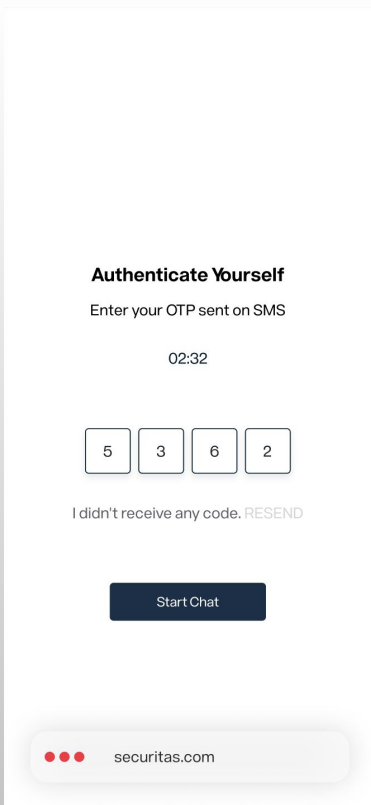 Authenticate Yourself
Enter your OTP sent on SMS
02:32
5 3 6 2
I didn't receive any code. RESEND
Start Chat
securitas.com